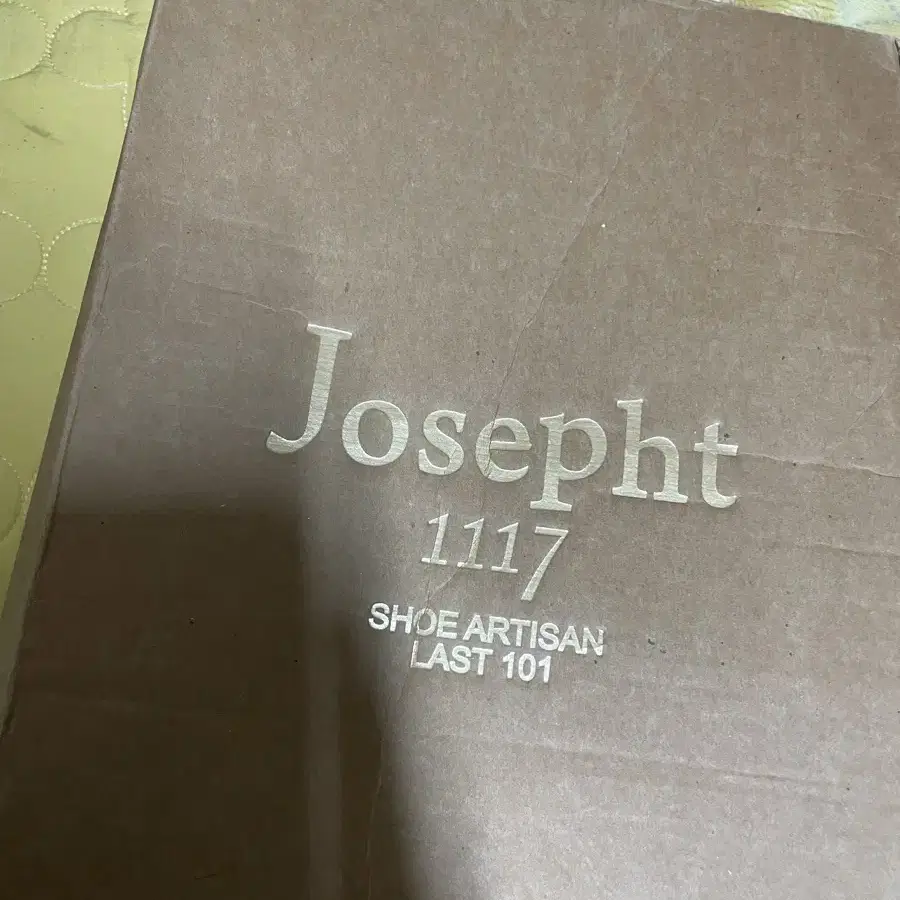 Josepht
1117
SHOE ARTISAN
LAST 101